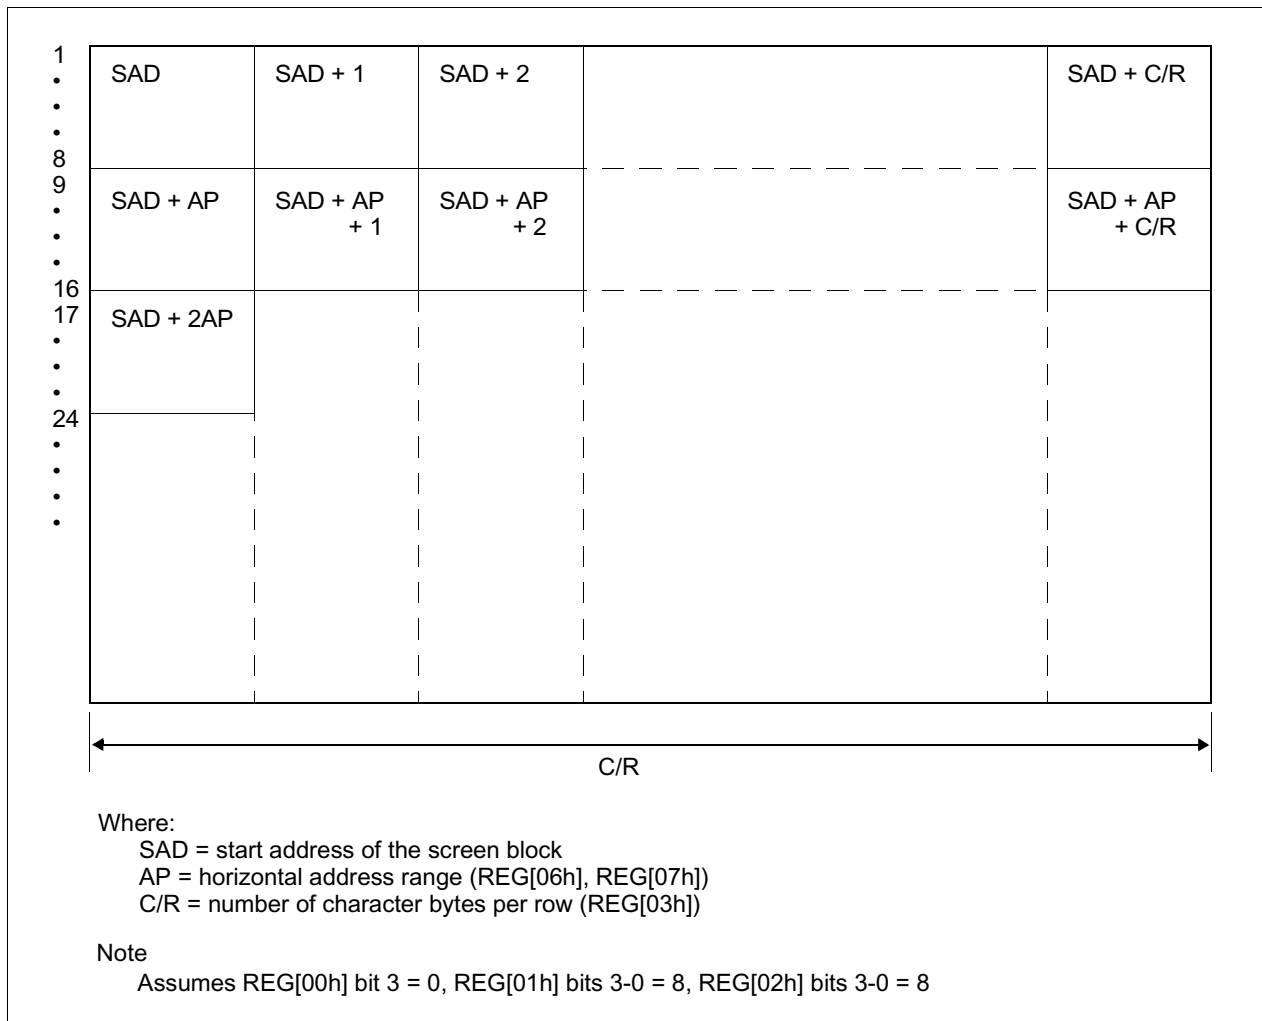 1
•
•
•
8
9
•
•
•
16
17
•
•
•
24
•
•
•
•
SAD
SAD + 1
SAD + 2
SAD + C/R
SAD + AP
SAD + AP
+ 1
SAD + AP
+ 2
SAD + AP
+ C/R
SAD + 2AP
C/R
Where:
SAD = start address of the screen block
AP = horizontal address range (REG[06h], REG[07h])
C/R = number of character bytes per row (REG[03h])
Note
Assumes REG[00h] bit 3 = 0, REG[01h] bits 3-0 = 8, REG[02h] bits 3-0 = 8